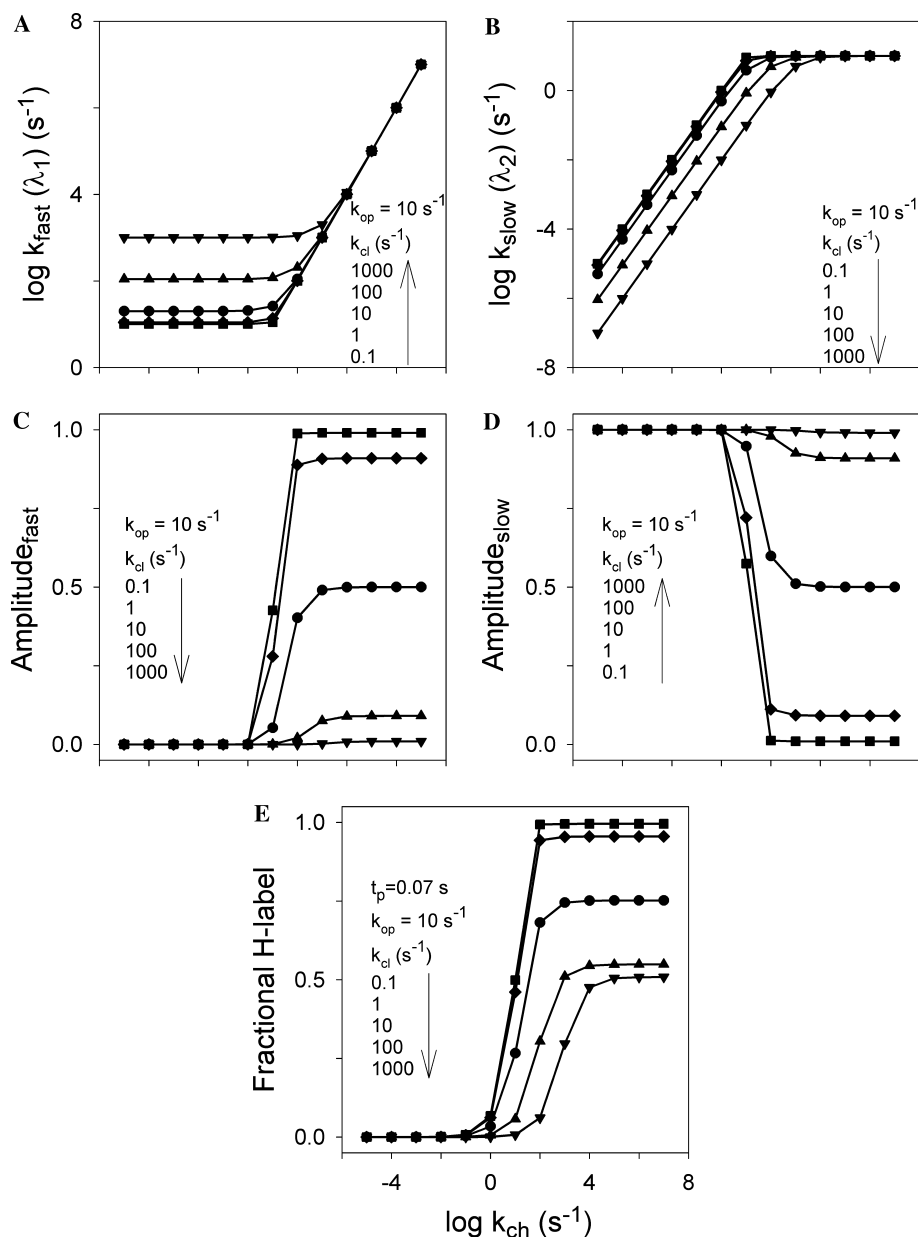 A
8
4
0
log k_fast (λ_1) (s^-1)
k_op = 10 s^-1
k_cl (s^-1)
1000
100
10
1
0.1
B
0
-4
-8
log k_slow (λ_2) (s^-1)
k_op = 10 s^-1
k_cl (s^-1)
0.1
1
10
100
1000
C
1.0
0.5
0.0
Amplitude_fast
k_op = 10 s^-1
k_cl (s^-1)
0.1
1
10
100
1000
D
1.0
0.5
0.0
Amplitude_slow
k_op = 10 s^-1
k_cl (s^-1)
1000
100
10
1
0.1
E
1.0
0.5
0.0
Fractional H-label
t_p=0.07 s
k_op = 10 s^-1
k_cl (s^-1)
0.1
1
10
100
1000
-4 0 4 8
log k_ch (s^-1)